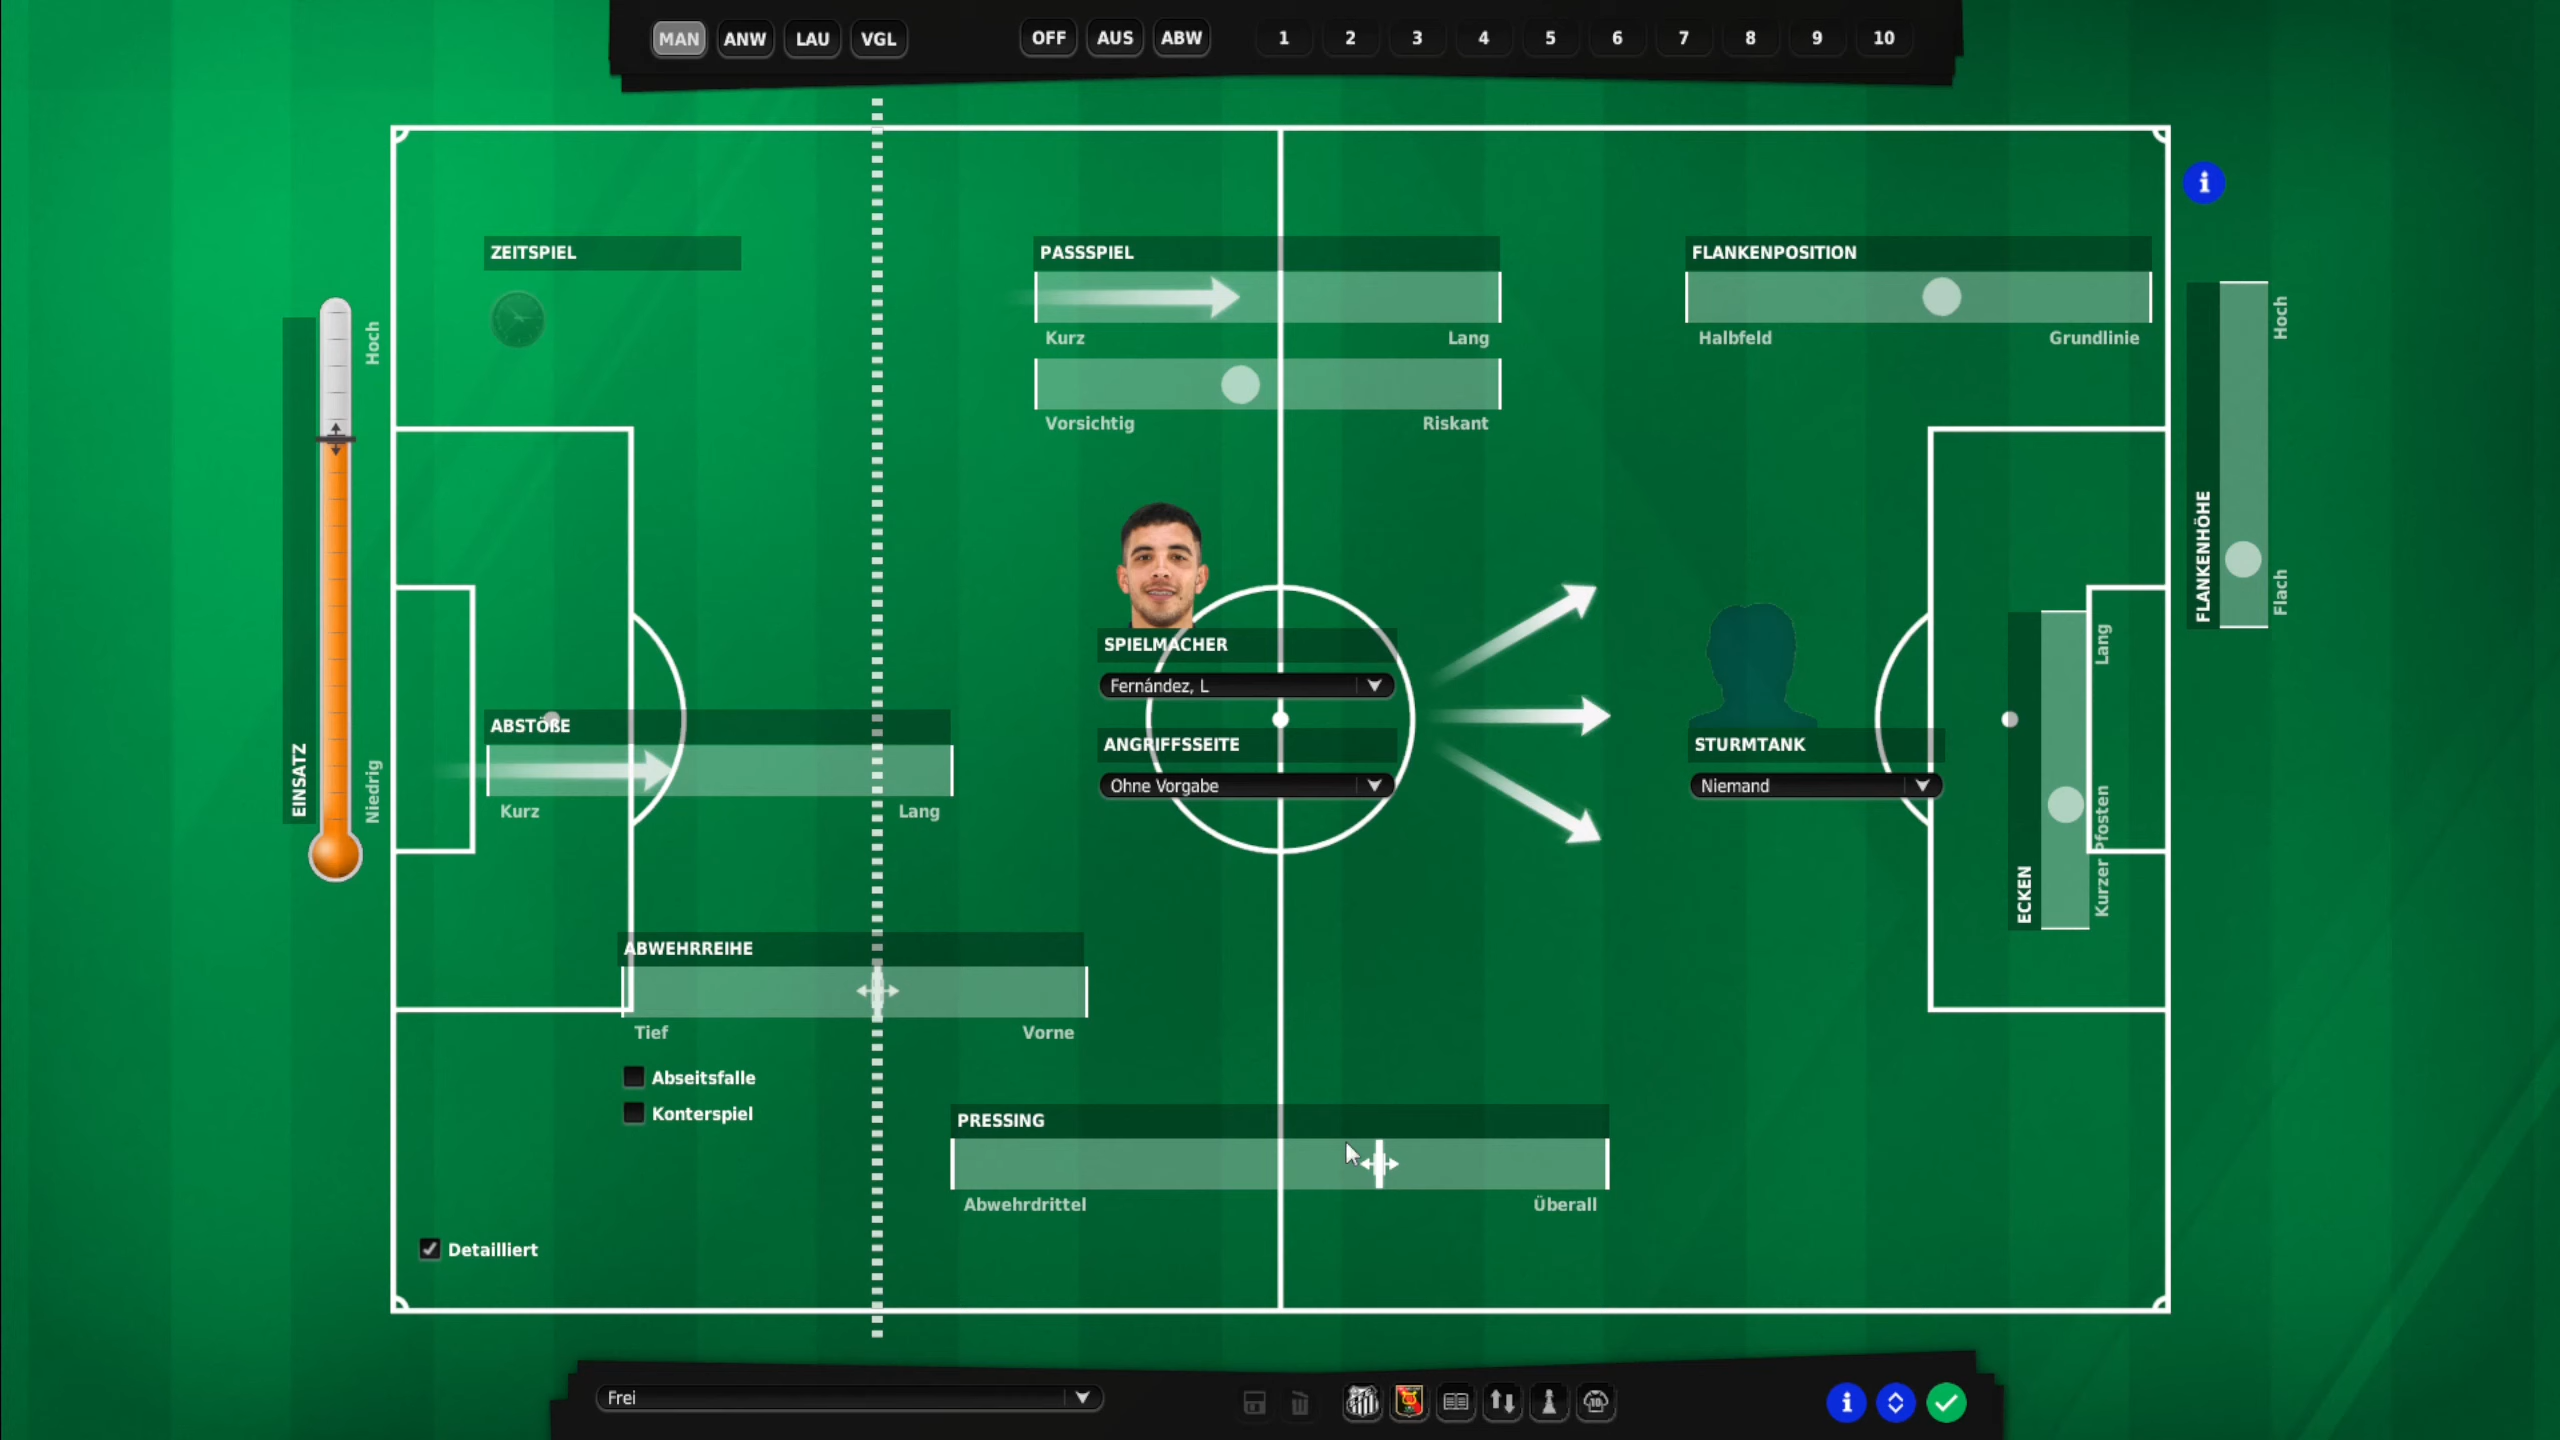 MAN ANW LAU VGL OFF AUS ABW 1 2 3 4 5 6 7 8 9 10
ZEITSPIEL
PASSSPIEL
Kurz Lang
Vorsichtig Riskant
FLANKENPOSITION
Halbfeld Grundlinie
FLANKENHÖHE
Hoch
Flach
EINSATZ
Hoch
Niedrig
SPIELMACHER
Fernández, L
ANGRIFFSSEITE
Ohne Vorgabe
STURMTANK
Niemand
ECKEN
Lang
Kurzer Pfosten
ABSTÖßE
Kurz Lang
ABWEHRREIHE
Tief Vorne
Abseitsfalle
Konterspiel
PRESSING
Abwehrdrittel Überall
Detailliert
Frei
10